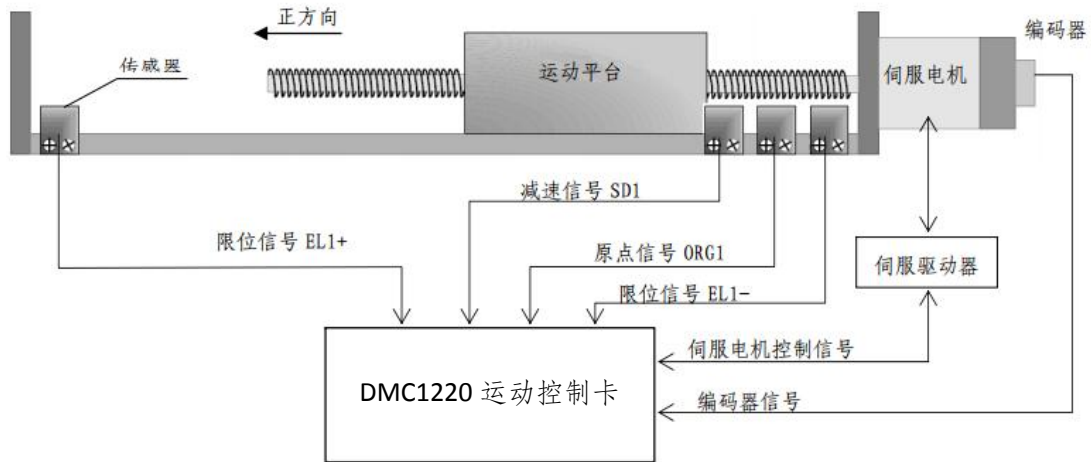 正方向
编码器
传感器
运动平台
伺服电机
减速信号 SD1
限位信号 EL1+
原点信号 ORG1
伺服驱动器
限位信号 EL1-
伺服电机控制信号
DMC1220 运动控制卡
编码器信号